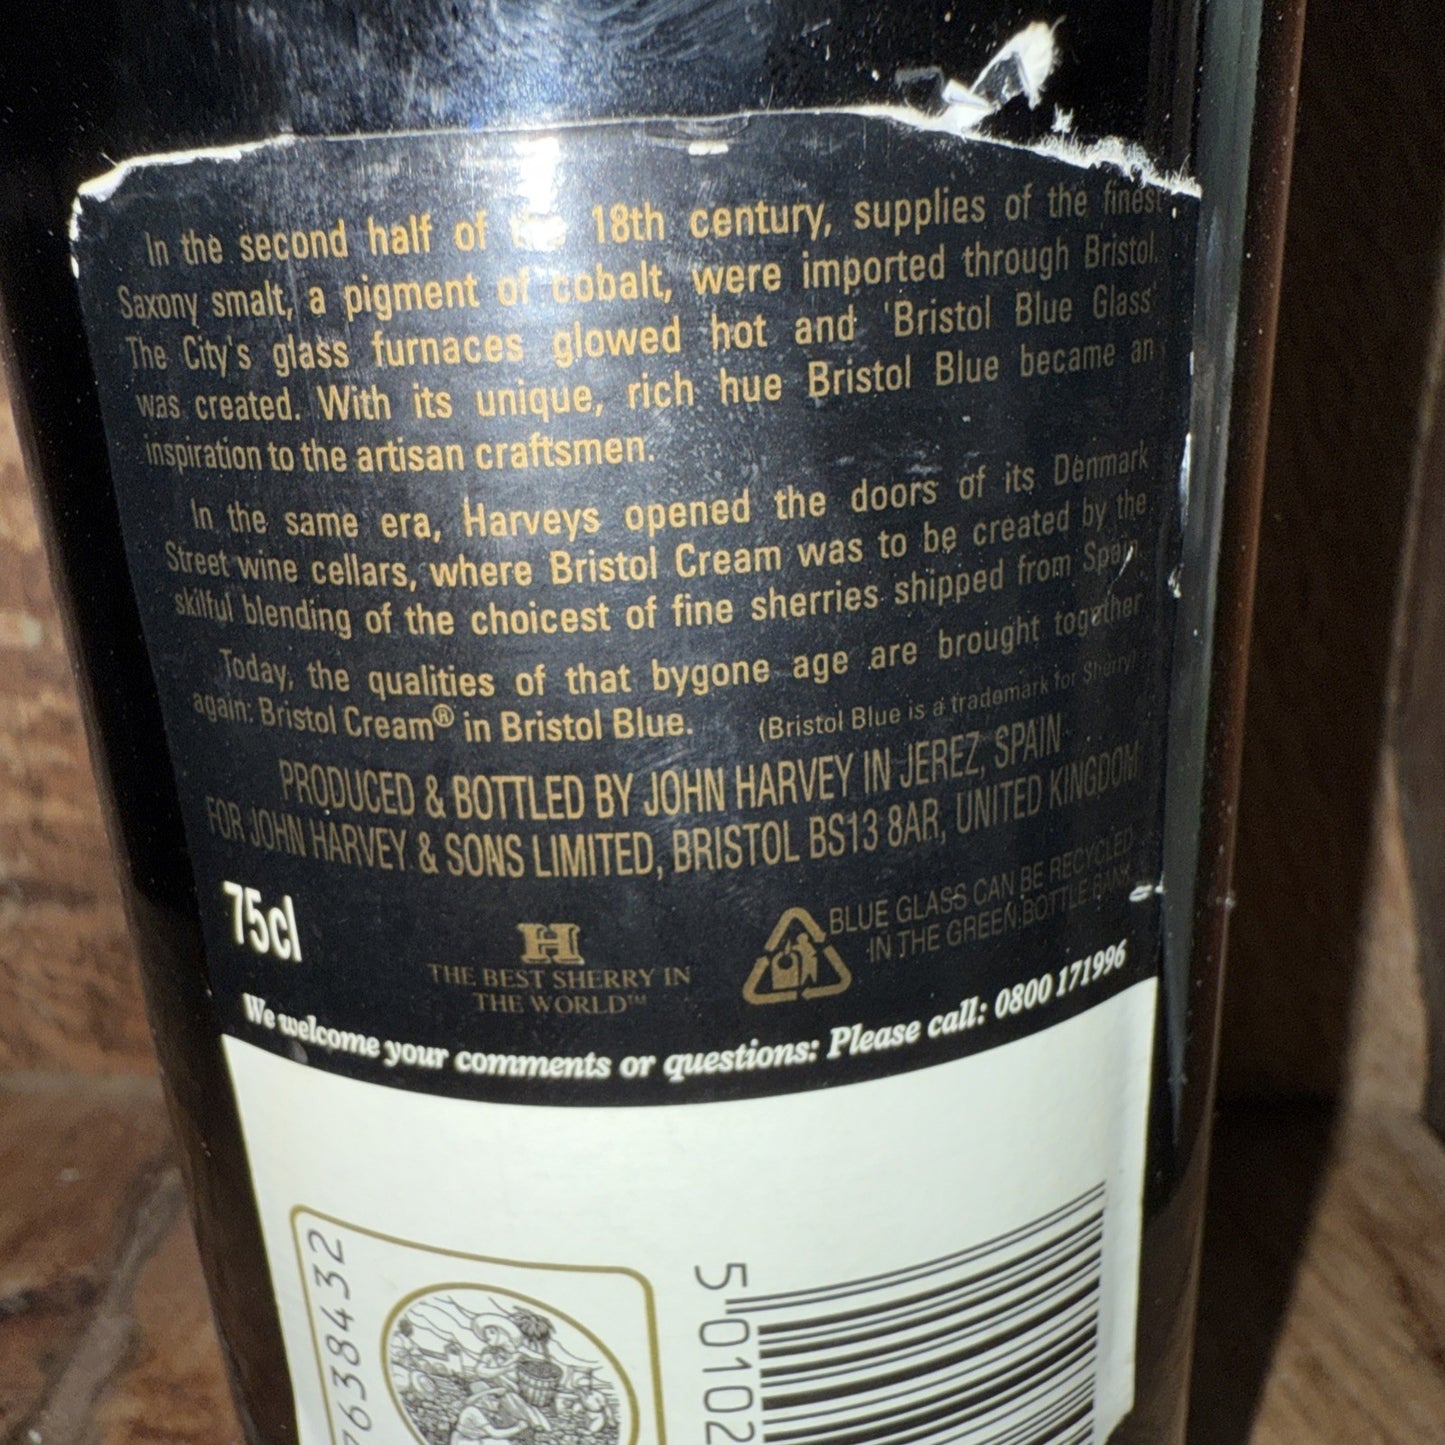 In the second half of 18th century, supplies of the finest
Saxony smalt, a pigment of cobalt, were imported through Bristol.
The City's glass furnaces glowed hot and 'Bristol Blue Glass'
was created. With its unique, rich hue Bristol Blue became an
inspiration to the artisan craftsmen.
In the same era, Harveys opened the doors of its Denmark
Street wine cellars, where Bristol Cream was to be created by the
skilful blending of the choicest of fine sherries shipped from Spain.
Today, the qualities of that bygone age are brought together
again: Bristol Cream® in Bristol Blue. (Bristol Blue is a trademark for Sherry)
PRODUCED & BOTTLED BY JOHN HARVEY IN JEREZ, SPAIN
FOR JOHN HARVEY & SONS LIMITED, BRISTOL BS13 8AR, UNITED KINGDOM
75cl
H
THE BEST SHERRY IN
THE WORLD™
BLUE GLASS CAN BE RECYCLED
IN THE GREEN BOTTLE BANK
We welcome your comments or questions: Please call: 0800 171996
7638432
5 0102